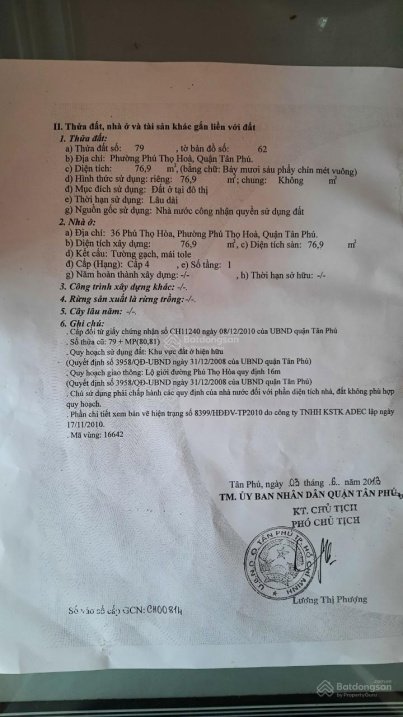 II. Thửa đất, nhà ở và tài sản khác gắn liền với đất
1. Thửa đất:
a) Thửa đất số: 79 , tờ bản đồ số: 62
b) Địa chỉ: Phường Phú Thọ Hoà, Quận Tân Phú.
c) Diện tích: 76,9 m², (bằng chữ: Bảy mươi sáu phẩy chín mét vuông)
d) Hình thức sử dụng: riêng: 76,9 m²; chung: Không m²
đ) Mục đích sử dụng: Đất ở tại đô thị
e) Thời hạn sử dụng: Lâu dài
g) Nguồn gốc sử dụng: Nhà nước công nhận quyền sử dụng đất
2. Nhà ở:
a) Địa chỉ: 36 Phú Thọ Hòa, Phường Phú Thọ Hoà, Quận Tân Phú.
b) Diện tích xây dựng: 76,9 m², c) Diện tích sàn: 76,9 m²
d) Kết cấu: Tường gạch, mái tole
đ) Cấp (Hạng): Cấp 4 , e) Số tầng: 1
g) Năm hoàn thành xây dựng: -/- , h) Thời hạn sở hữu: -/-
3. Công trình xây dựng khác: -/-
4. Rừng sản xuất là rừng trồng: -/-
5. Cây lâu năm: -/-
6. Ghi chú:
. Cấp đổi từ giấy chứng nhận số CH11240 ngày 08/12/2010 của UBND quận Tân Phú
. Số thửa cũ: 79 + MP(80,81)
. Quy hoạch sử dụng đất: Khu vực đất ở hiện hữu
(Quyết định số 3958/QĐ-UBND ngày 31/12/2008 của UBND quận Tân Phú)
. Quy hoạch giao thông: Lộ giới đường Phú Thọ Hòa quy định 16m
(Quyết định số 3958/QĐ-UBND ngày 31/12/2008 của UBND quận Tân Phú)
. Chủ sử dụng phải chấp hành các quy định của nhà nước đối với phần diện tích nhà, đất không phù hợp
quy hoạch.
. Phần chi tiết xem bản vẽ hiện trạng số 8399/HĐĐV-TP2010 do công ty TNHH KSTK ADEC lập ngày
17/11/2010.
. Mã vùng: 16642
Batdongsan
by PropertyGuru
Tân Phú, ngày 03 tháng 6 năm
TM. ỦY BAN NHÂN DÂN QUẬN TÂN PHÚ
KT. CHỦ TỊCH
PHÓ CHỦ TỊCH
U.B.N.D Q. TÂN PHÚ TP. HỒ CHÍ MINH
Lương Thị Phượng
Số vào sổ cấp GCN: CH00814
Batdongsan
by PropertyGuru